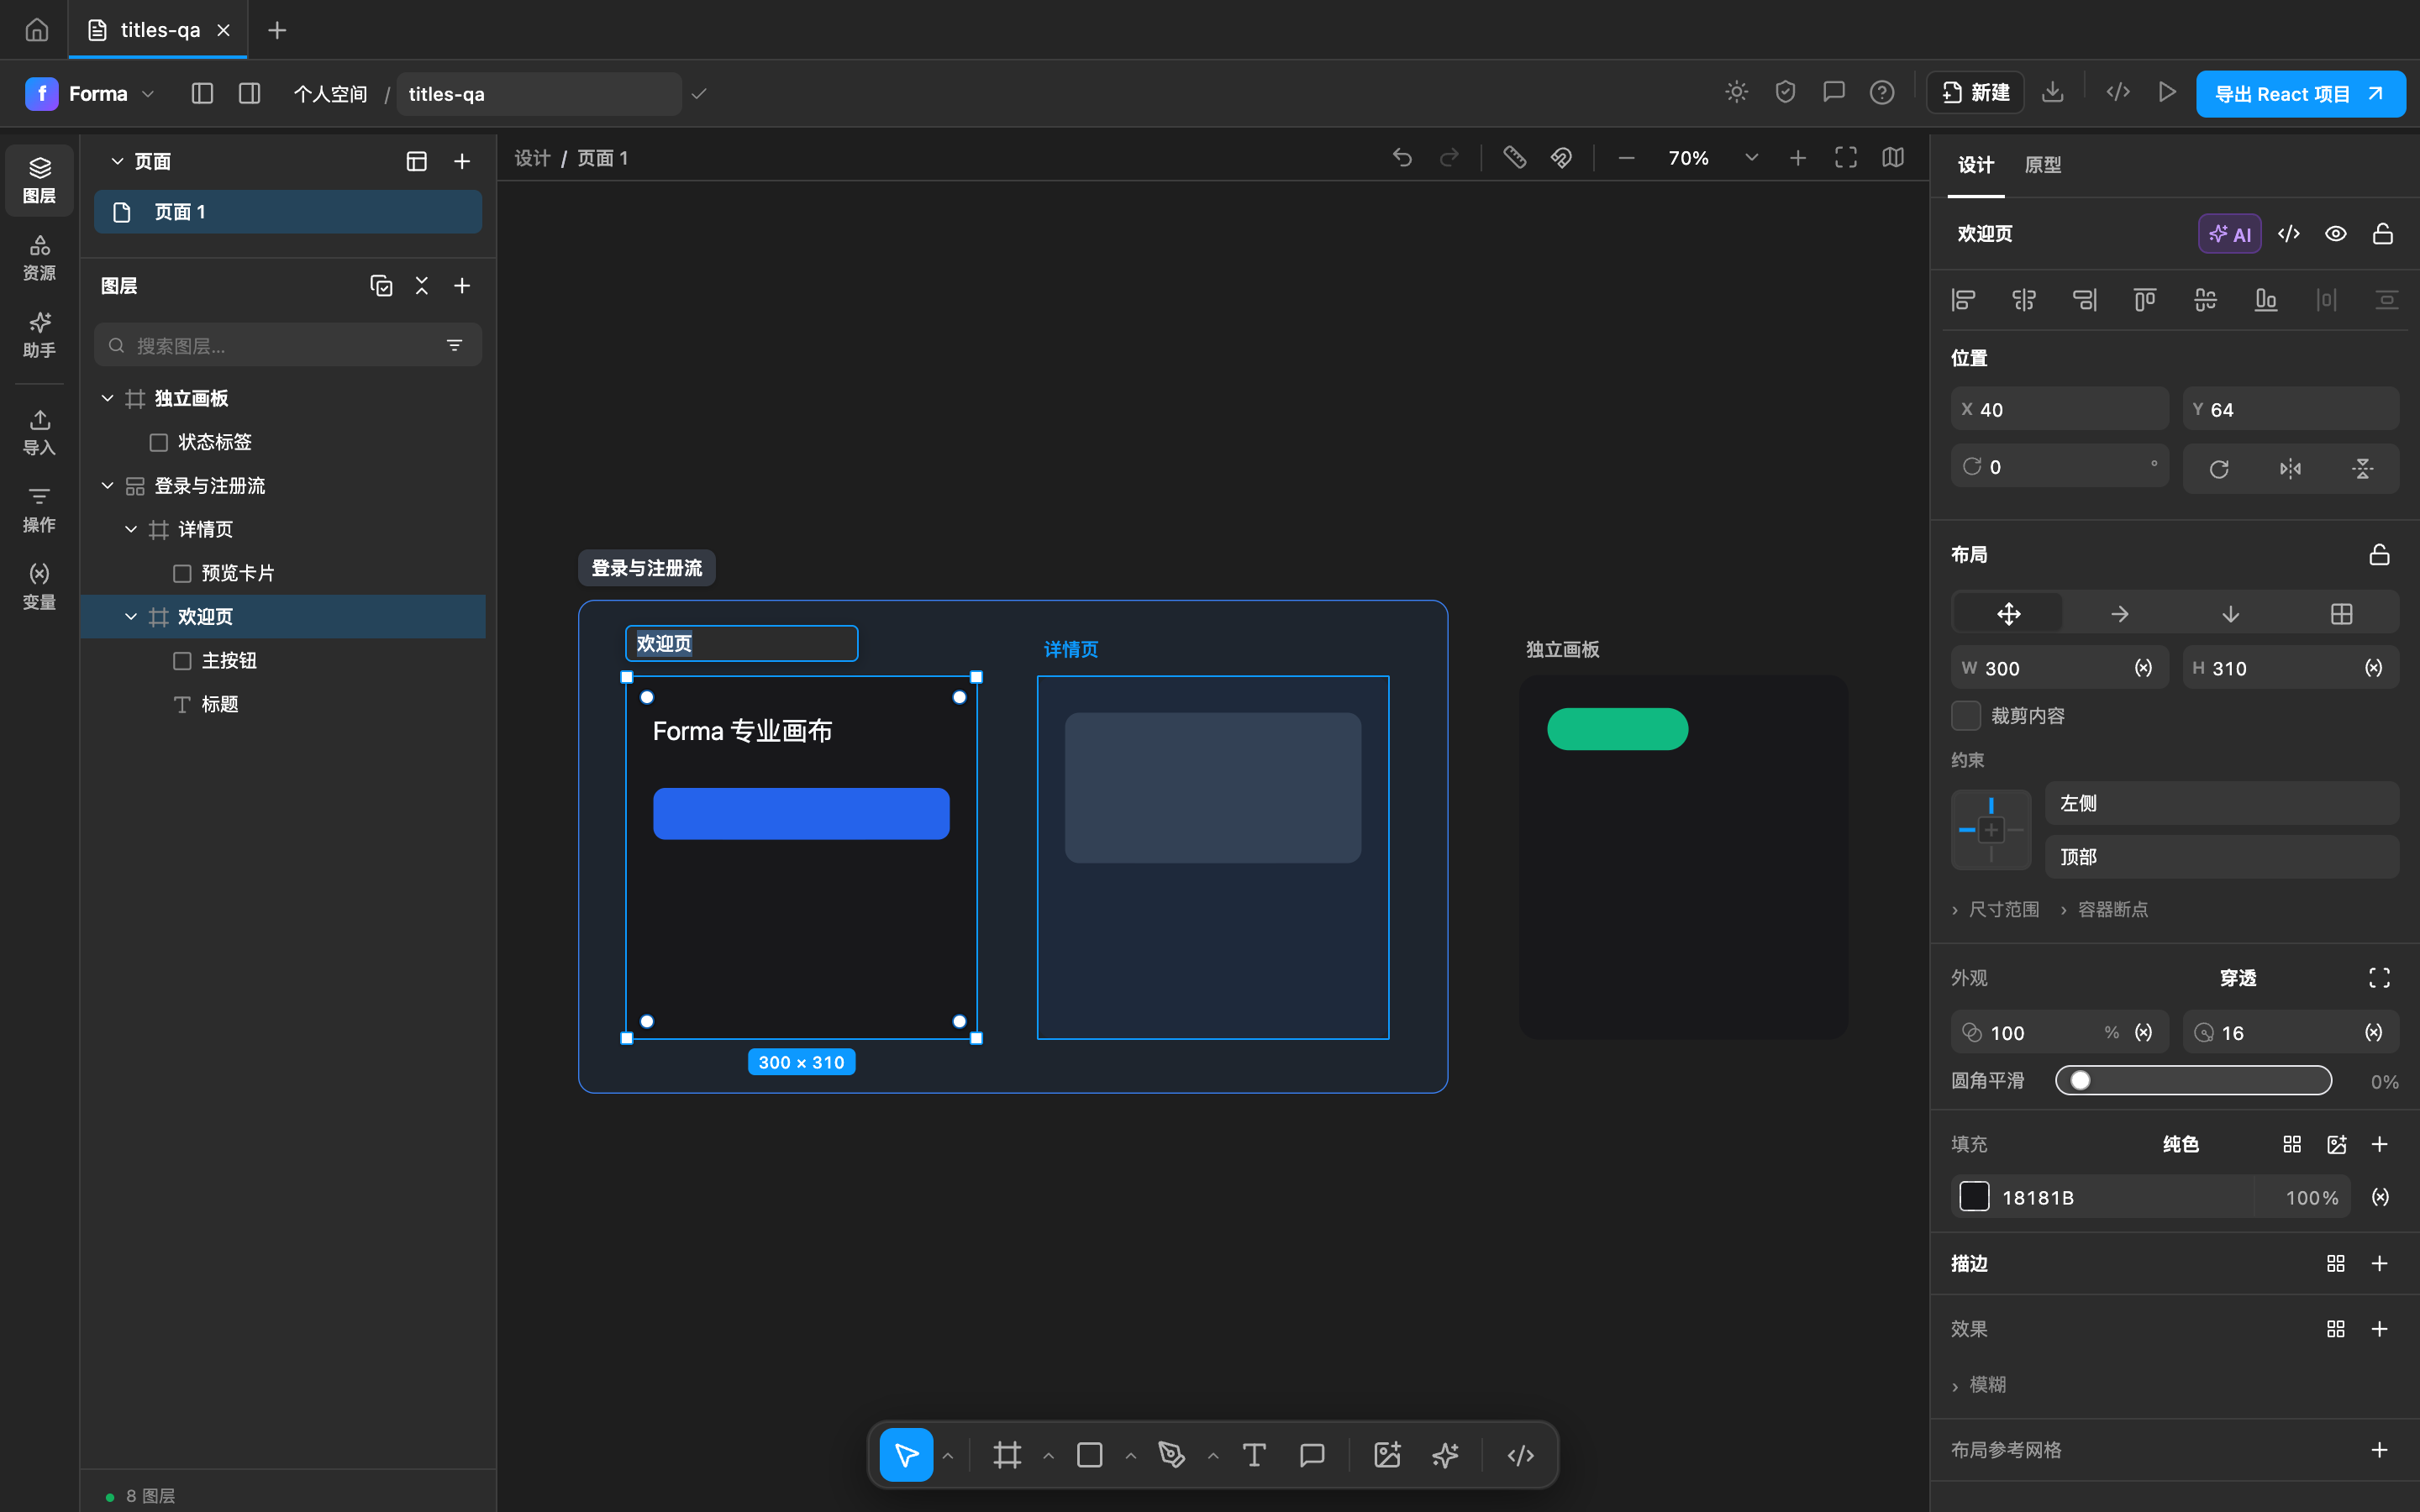 titles-qa
f Forma
个人空间 / titles-qa
新建
导出 React 项目
图层
资源
助手
导入
操作
变量
页面
页面 1
图层
搜索图层...
独立画板
状态标签
登录与注册流
详情页
预览卡片
欢迎页
主按钮
标题
8 图层
设计 / 页面 1
70%
登录与注册流
欢迎页
详情页
独立画板
Forma 专业画布
300 × 310
设计
原型
欢迎页
AI
位置
X 40
Y 64
0 °
布局
W 300
H 310
裁剪内容
约束
左侧
顶部
尺寸范围
容器断点
外观
穿透
100 %
16
圆角平滑
0%
填充
纯色
18181B
100%
描边
效果
模糊
布局参考网格